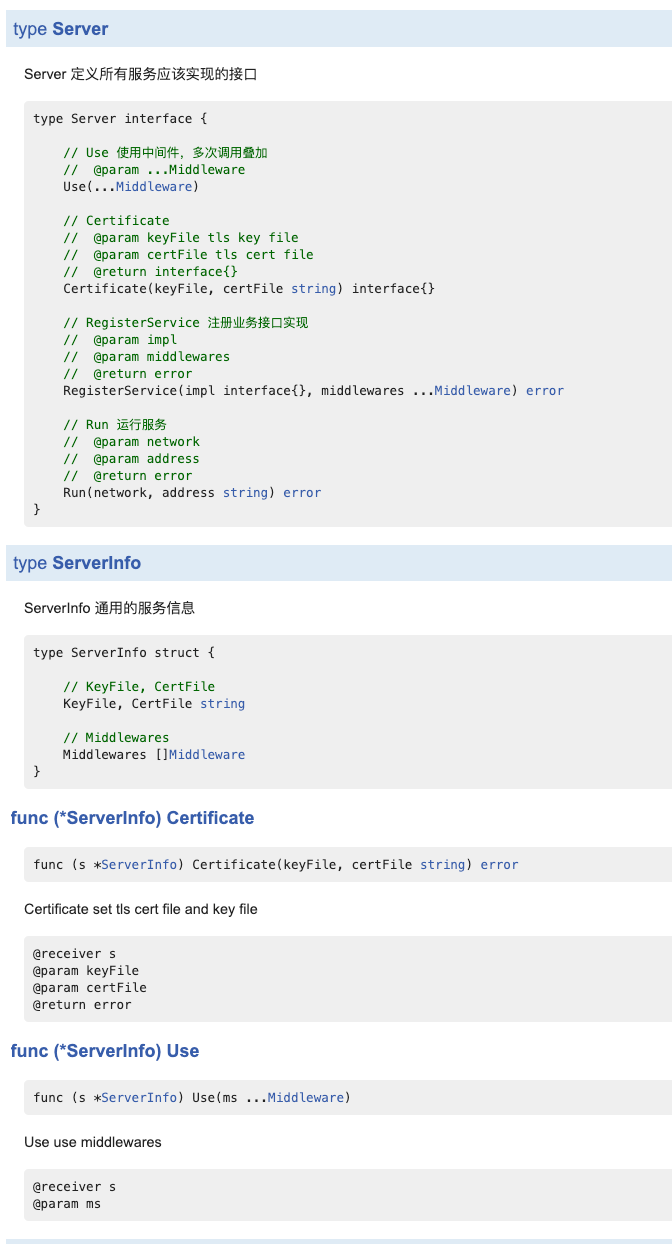 type Server
Server 定义所有服务应该实现的接口
type Server interface {
    // Use 使用中间件，多次调用叠加
    //  @param ...Middleware
    Use(...Middleware)
    // Certificate
    //  @param keyFile tls key file
    //  @param certFile tls cert file
    //  @return interface{}
    Certificate(keyFile, certFile string) interface{}
    // RegisterService 注册业务接口实现
    //  @param impl
    //  @param middlewares
    //  @return error
    RegisterService(impl interface{}, middlewares ...Middleware) error
    // Run 运行服务
    //  @param network
    //  @param address
    //  @return error
    Run(network, address string) error
}
type ServerInfo
ServerInfo 通用的服务信息
type ServerInfo struct {
    // KeyFile, CertFile
    KeyFile, CertFile string
    // Middlewares
    Middlewares []Middleware
}
func (*ServerInfo) Certificate
func (s *ServerInfo) Certificate(keyFile, certFile string) error
Certificate set tls cert file and key file
@receiver s
@param keyFile
@param certFile
@return error
func (*ServerInfo) Use
func (s *ServerInfo) Use(ms ...Middleware)
Use use middlewares
@receiver s
@param ms